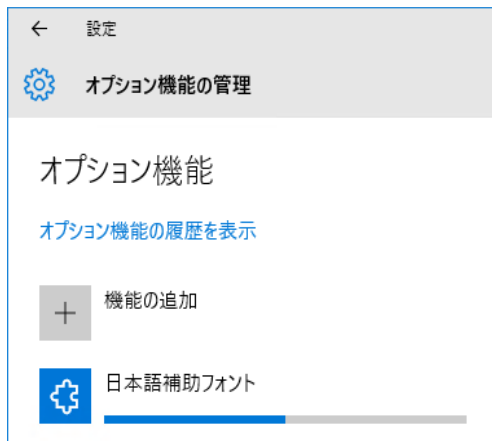 設定
オプション機能の管理
オプション機能
オプション機能の履歴を表示
機能の追加
日本語補助フォント